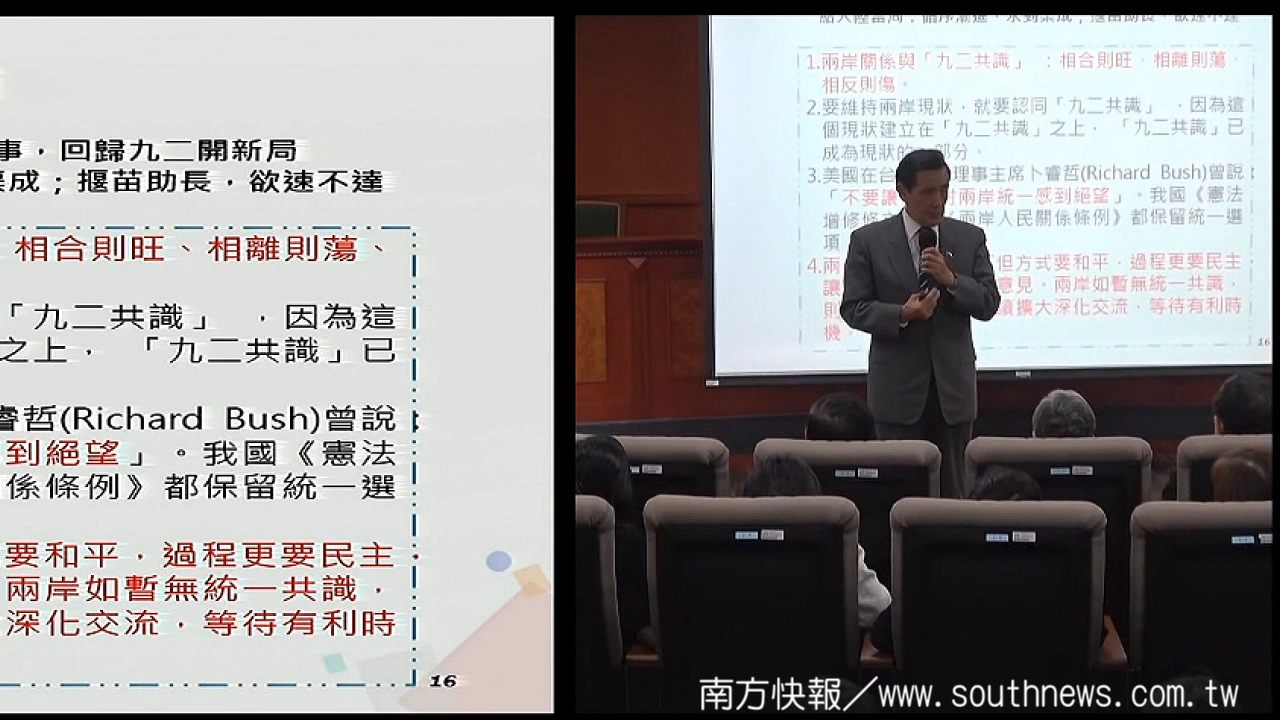 事，回歸九二開新局
成；揠苗助長，欲速不達
相合則旺、相離則蕩、
「九二共識」，因為這
之上，「九二共識」已
睿哲(Richard Bush)曾說：
到絕望」。我國《憲法
係條例》都保留統一選
要和平，過程更要民主，
兩岸如暫無統一共識，
深化交流，等待有利時
16
1.兩岸關係與「九二共識」：相合則旺、相離則蕩、
相反則傷。
2.要維持兩岸現狀，就要認同「九二共識」，因為這
個現狀建立在「九二共識」之上，「九二共識」已
成為現狀的 部分。
3.美國在台 理事主席卜睿哲(Richard Bush)曾說：
「不要讓 對兩岸統一感到絕望」。我國《憲法
增修條文 《兩岸人民關係條例》都保留統一選
項
4.兩 但方式要和平，過程更要民主，
讓 意見。兩岸如暫無統一共識，
則 續擴大深化交流，等待有利時
機。
16
南方快報／www.southnews.com.tw